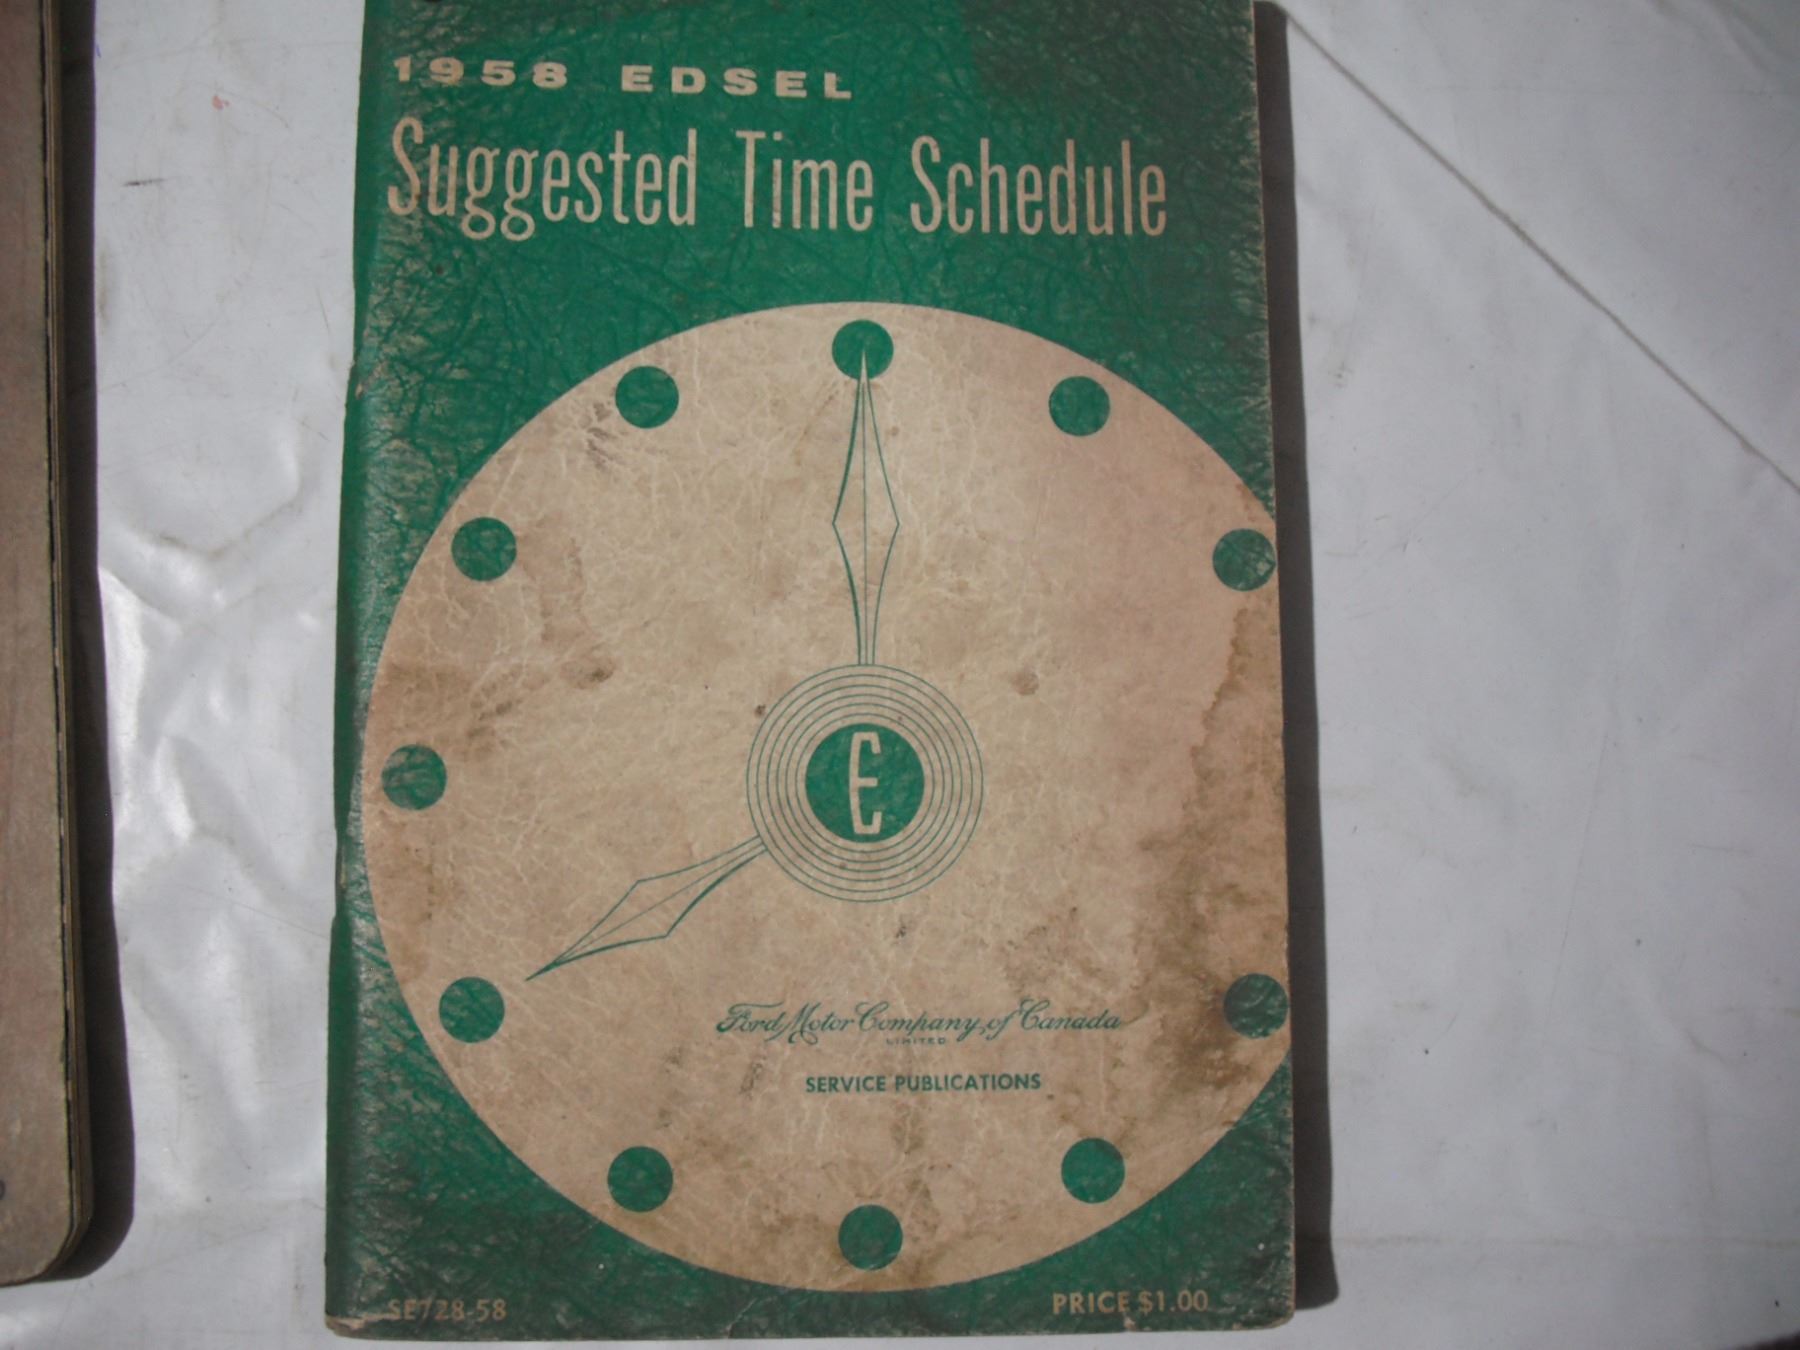 1958 EDSEL
Suggested Time Schedule
E
Ford Motor Company of Canada
LIMITED
SERVICE PUBLICATIONS
SE728-58
PRICE $1.00